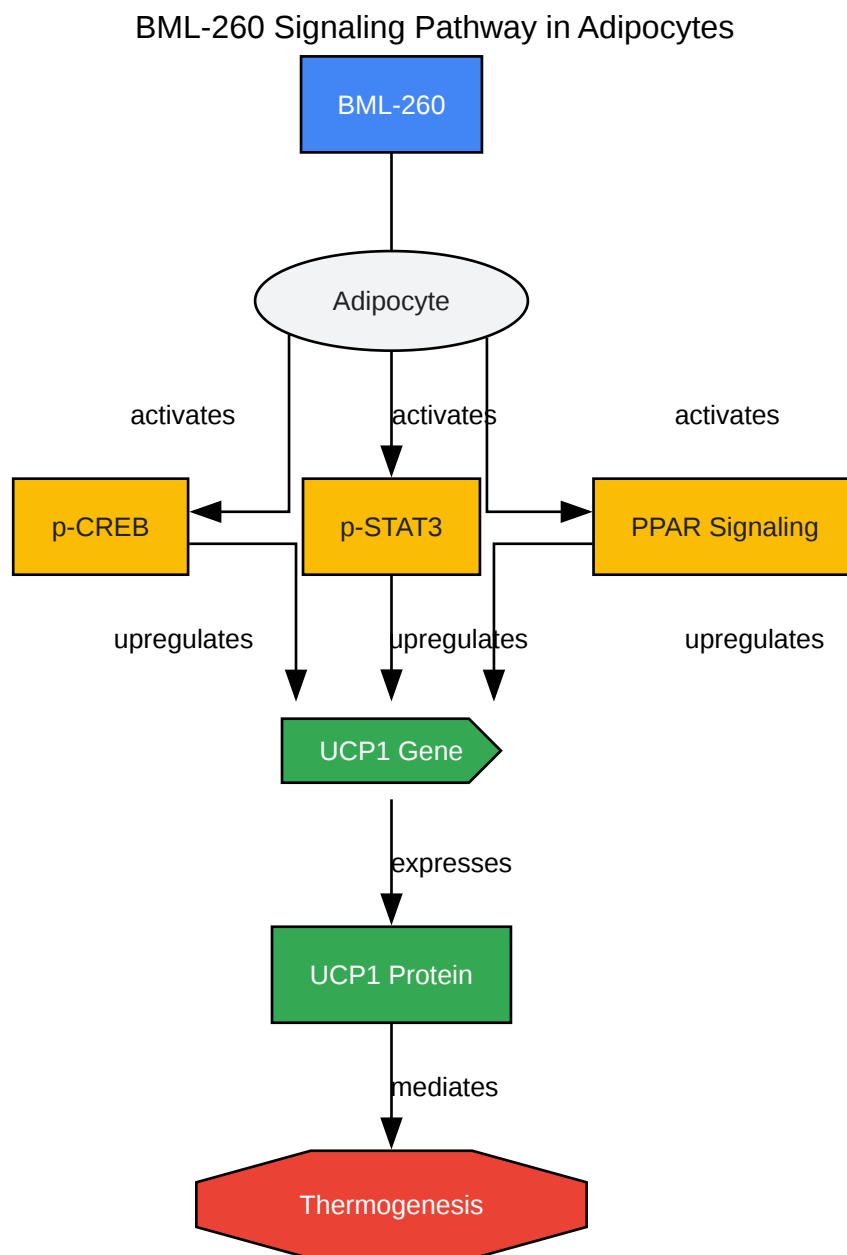 BML-260 Signaling Pathway in Adipocytes
BML-260
Adipocyte
activates
activates
activates
p-CREB
p-STAT3
PPAR Signaling
upregulates
upregulates
upregulates
UCP1 Gene
expresses
UCP1 Protein
mediates
Thermogenesis